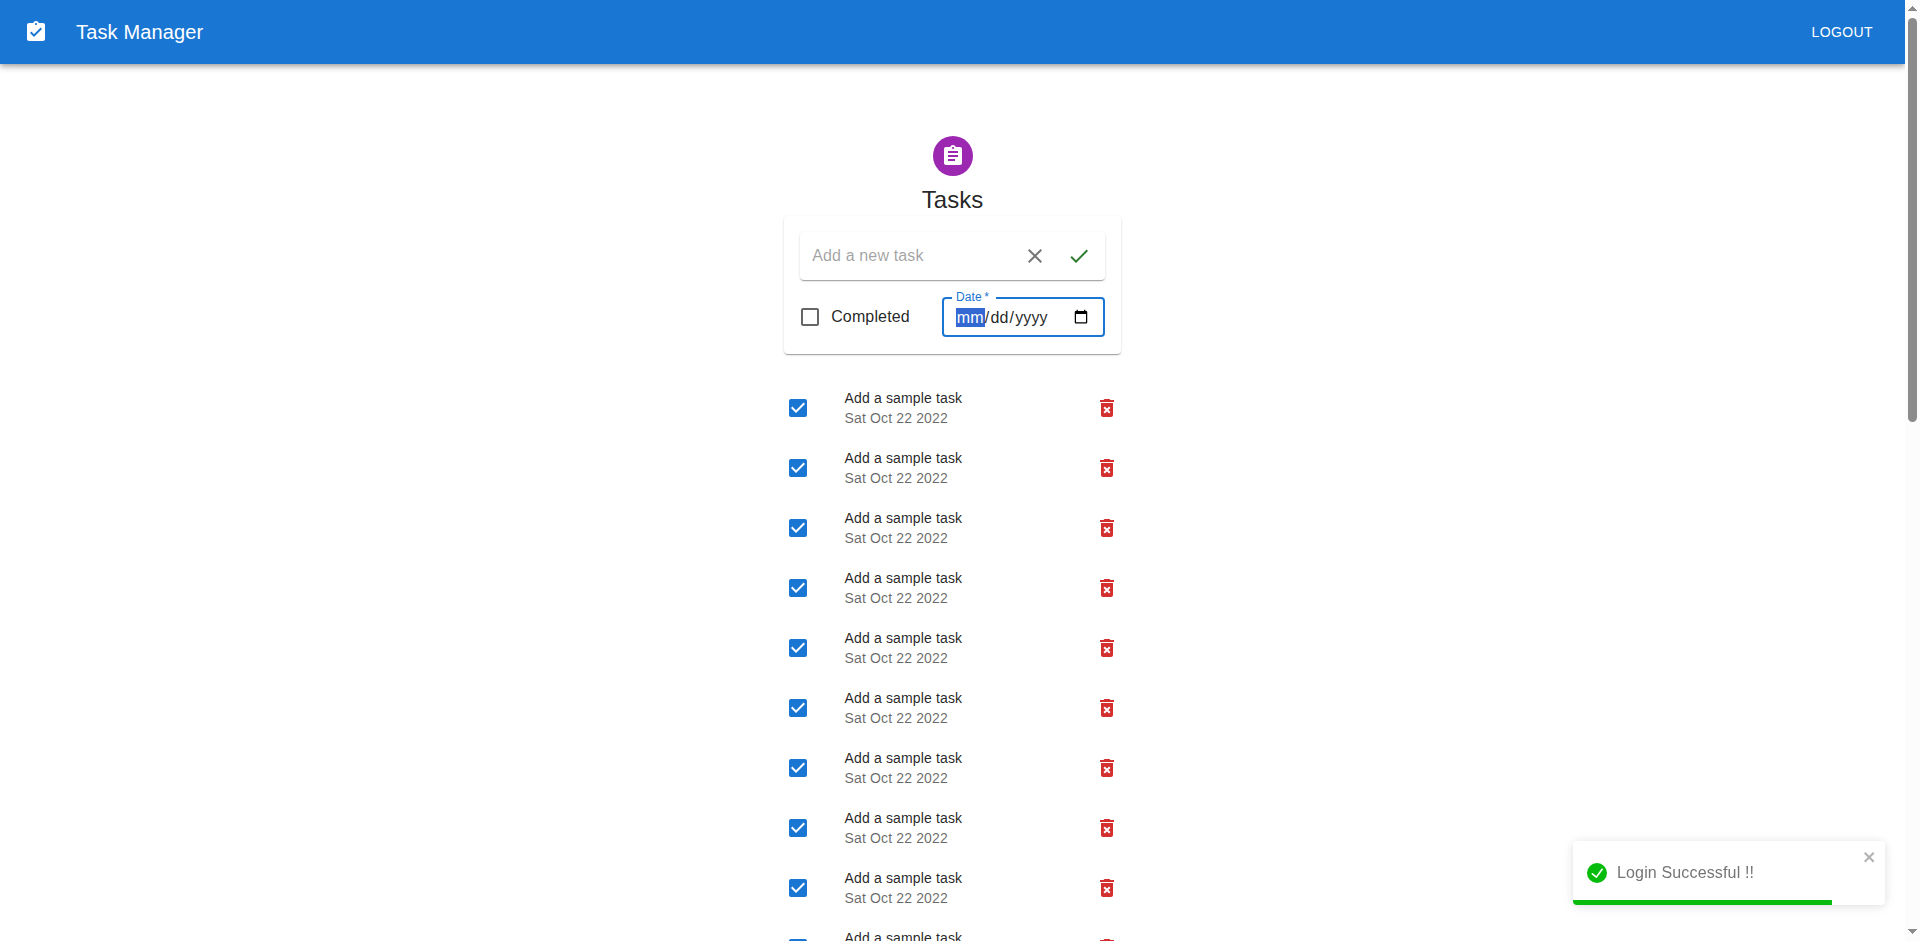 Task Manager
LOGOUT
Tasks
Add a new task
Completed
Date *
mm/dd/yyyy
Add a sample task
Sat Oct 22 2022
Add a sample task
Sat Oct 22 2022
Add a sample task
Sat Oct 22 2022
Add a sample task
Sat Oct 22 2022
Add a sample task
Sat Oct 22 2022
Add a sample task
Sat Oct 22 2022
Add a sample task
Sat Oct 22 2022
Add a sample task
Sat Oct 22 2022
Add a sample task
Sat Oct 22 2022
Add a sample task
Login Successful !!